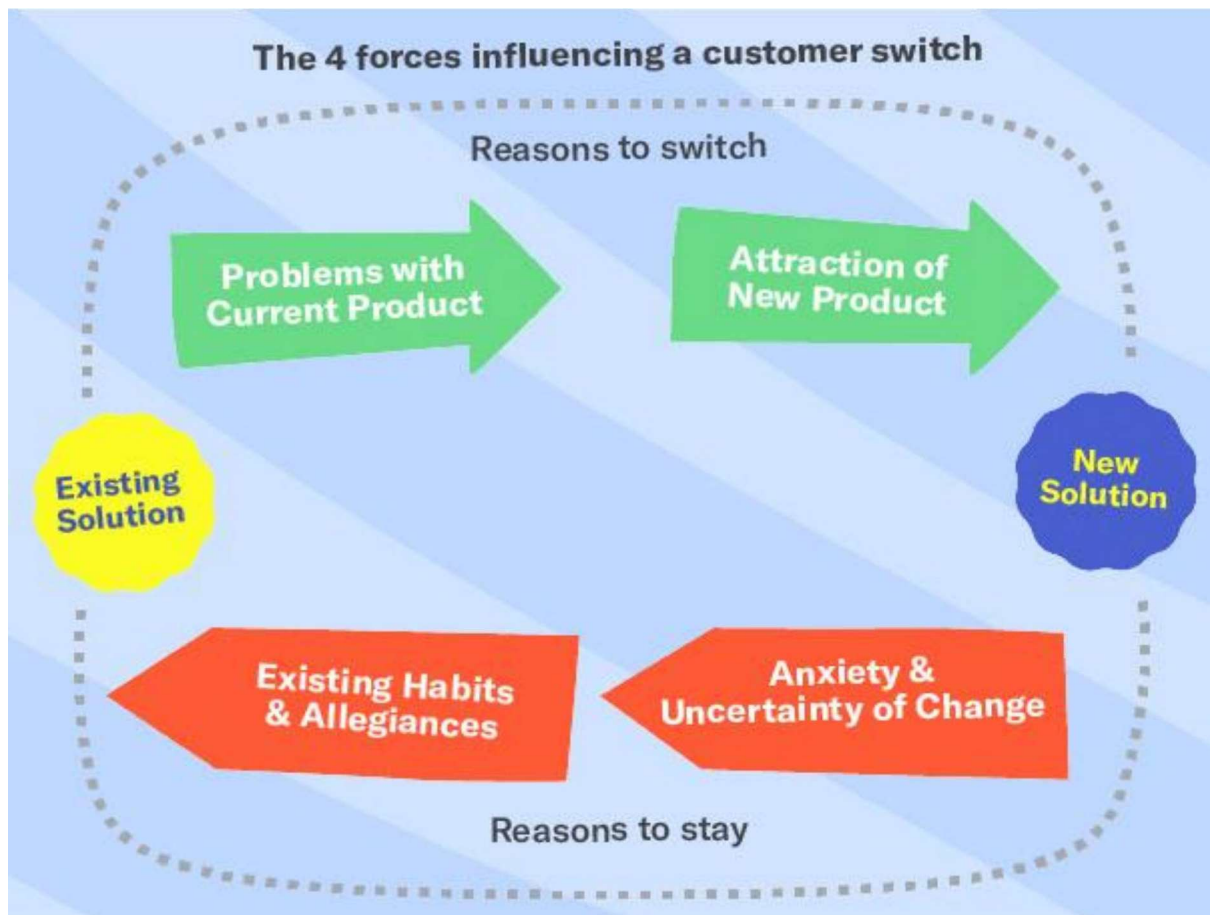 The 4 forces influencing a customer switch
Reasons to switch
Problems with
Current Product
Attraction of
New Product
Existing
Solution
New
Solution
Existing Habits
& Allegiances
Anxiety &
Uncertainty of Change
Reasons to stay